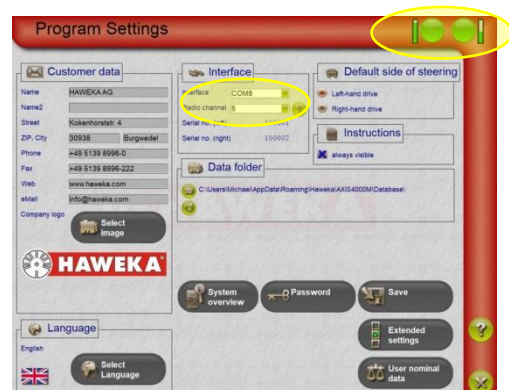 Program Settings
Customer data
Name HAWEKA AG
Name2
Street Kokenhorststr. 4
ZIP, City 30938 Burgwedel
Phone +49 5139 8996-0
Fax +49 5139 8996-222
Web www.haweka.com
eMail info@haweka.com
Company logo
Select
image
HAWEKA
Language
English
Select
Language
Interface
Interface COM8
Radio channel 5
Serial no. (left) 100001
Serial no. (right) 100002
Data folder
C:\Users\Michael\AppData\Roaming\Haweka\AXIS4000M\Database\
System
overview
Password
Save
Extended
settings
User nominal
data
Default side of steering
Left-hand drive
Right-hand drive
Instructions
always visible